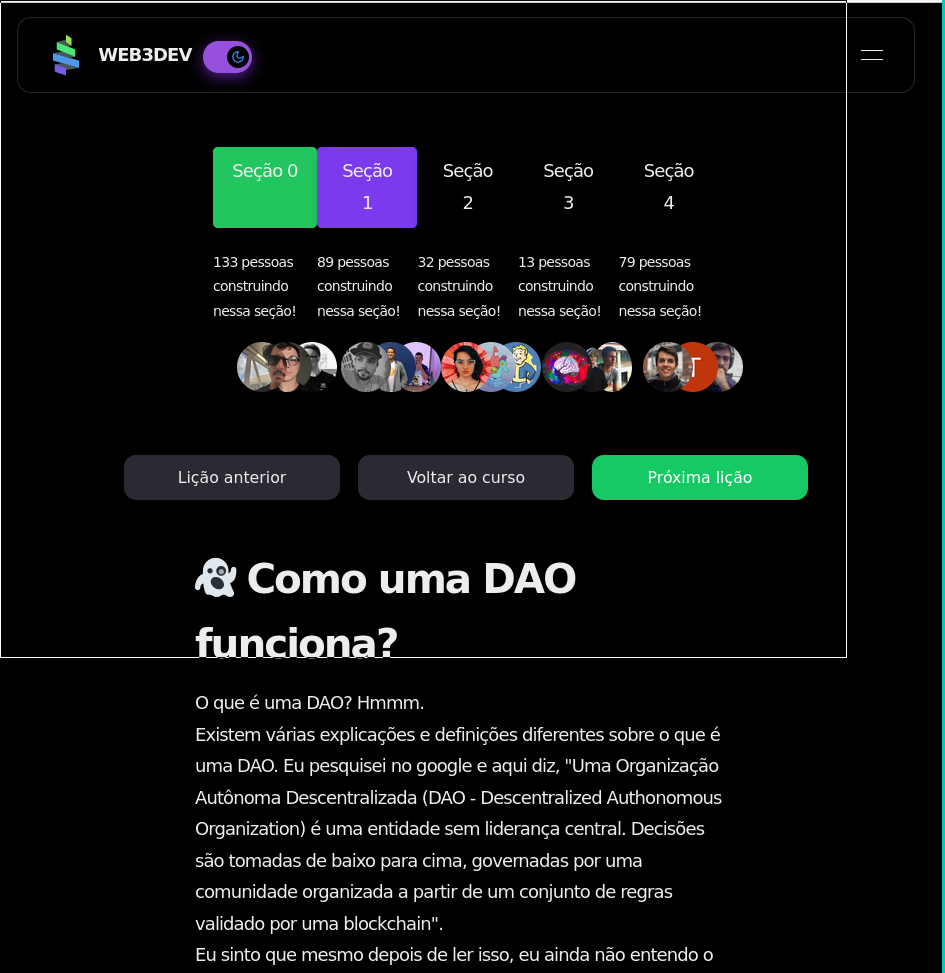 WEB3DEV
Seção 0
Seção
1
Seção
2
Seção
3
Seção
4
133 pessoas
construindo
nessa seção!
89 pessoas
construindo
nessa seção!
32 pessoas
construindo
nessa seção!
13 pessoas
construindo
nessa seção!
79 pessoas
construindo
nessa seção!
T
Lição anterior
Voltar ao curso
Próxima lição
Como uma DAO
funciona?
O que é uma DAO? Hmmm.
Existem várias explicações e definições diferentes sobre o que é
uma DAO. Eu pesquisei no google e aqui diz, "Uma Organização
Autônoma Descentralizada (DAO - Descentralized Authonomous
Organization) é uma entidade sem liderança central. Decisões
são tomadas de baixo para cima, governadas por uma
comunidade organizada a partir de um conjunto de regras
validado por uma blockchain".
Eu sinto que mesmo depois de ler isso, eu ainda não entendo o